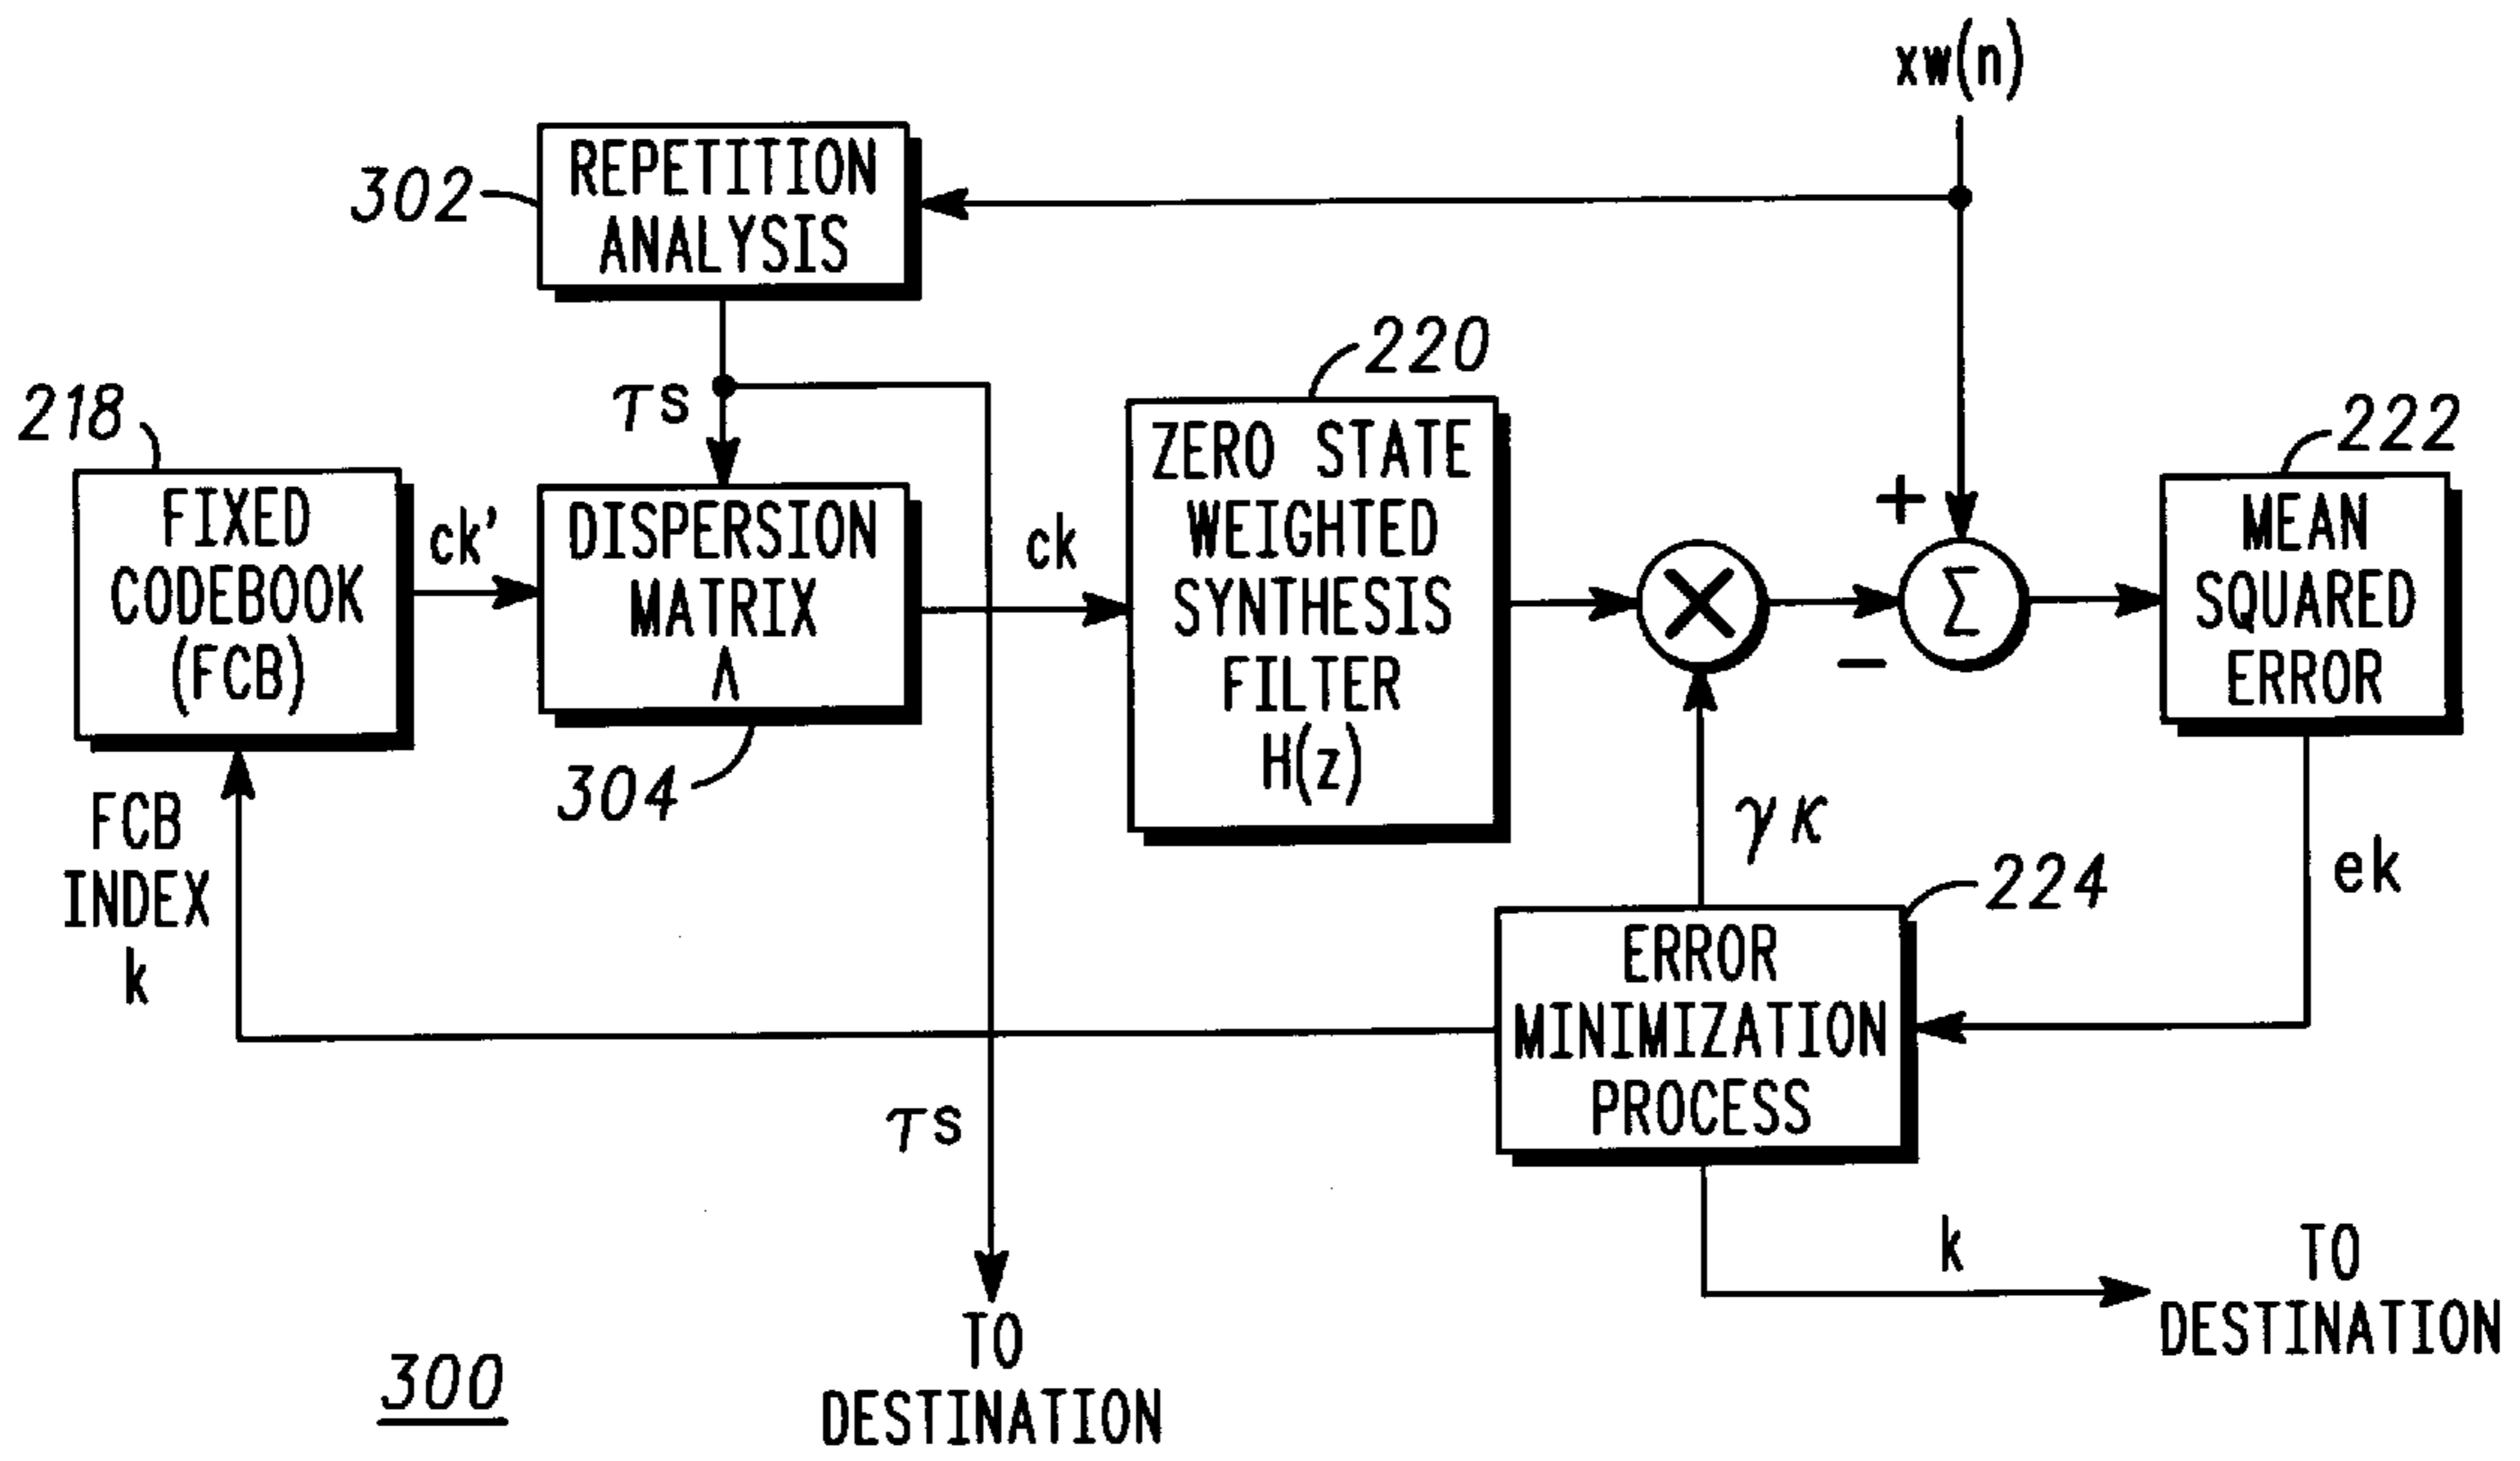 xw(n)
302
REPETITION
ANALYSIS
τs
218
FIXED
CODEBOOK
(FCB)
ck'
DISPERSION
MATRIX
Λ
304
ck
220
ZERO STATE
WEIGHTED
SYNTHESIS
FILTER
H(z)
×
+
−
Σ
222
MEAN
SQUARED
ERROR
FCB
INDEX
k
γκ
224
ek
ERROR
MINIMIZATION
PROCESS
τs
k
TO
DESTINATION
TO
DESTINATION
300